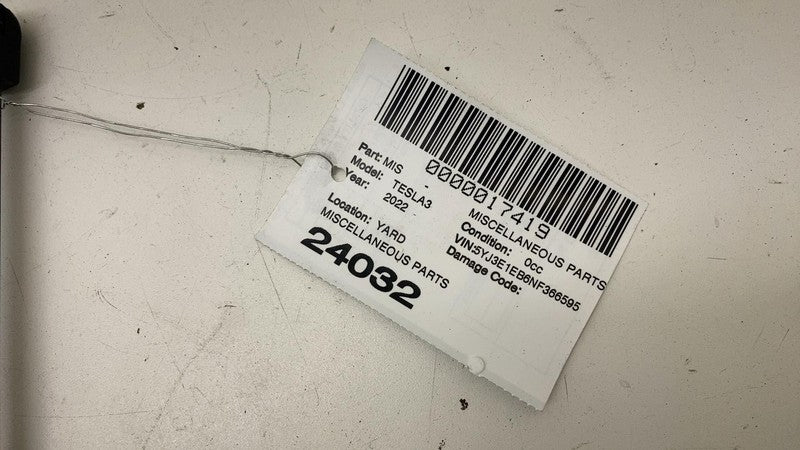 0000017419
Part: MIS - MISCELLANEOUS PARTS
Model: TESLA3 Condition: 0cc
Year: 2022 VIN:5YJ3E1EB6NF366595
Damage Code:
Location: YARD
MISCELLANEOUS PARTS
24032